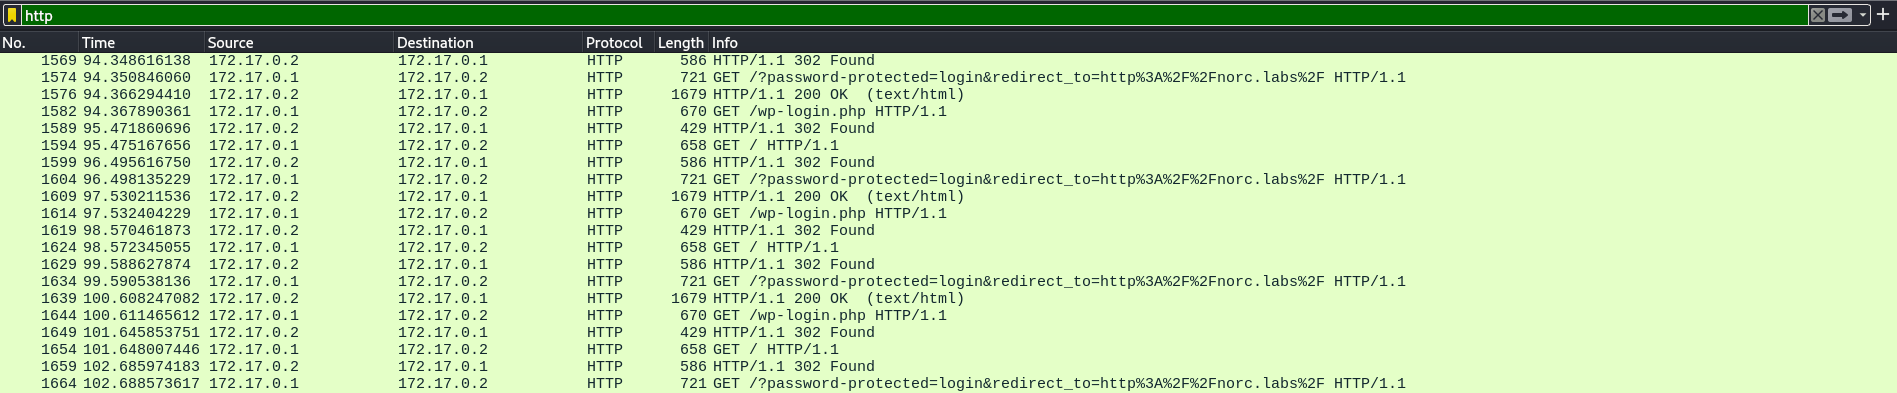 http
No. Time Source Destination Protocol Length Info
1569 94.348616138 172.17.0.2 172.17.0.1 HTTP 586 HTTP/1.1 302 Found
1574 94.350846060 172.17.0.1 172.17.0.2 HTTP 721 GET /?password-protected=login&redirect_to=http%3A%2F%2Fnorc.labs%2F HTTP/1.1
1576 94.366294410 172.17.0.2 172.17.0.1 HTTP 1679 HTTP/1.1 200 OK (text/html)
1582 94.367890361 172.17.0.1 172.17.0.2 HTTP 670 GET /wp-login.php HTTP/1.1
1589 95.471860696 172.17.0.2 172.17.0.1 HTTP 429 HTTP/1.1 302 Found
1594 95.475167656 172.17.0.1 172.17.0.2 HTTP 658 GET / HTTP/1.1
1599 96.495616750 172.17.0.2 172.17.0.1 HTTP 586 HTTP/1.1 302 Found
1604 96.498135229 172.17.0.1 172.17.0.2 HTTP 721 GET /?password-protected=login&redirect_to=http%3A%2F%2Fnorc.labs%2F HTTP/1.1
1609 97.530211536 172.17.0.2 172.17.0.1 HTTP 1679 HTTP/1.1 200 OK (text/html)
1614 97.532404229 172.17.0.1 172.17.0.2 HTTP 670 GET /wp-login.php HTTP/1.1
1619 98.570461873 172.17.0.2 172.17.0.1 HTTP 429 HTTP/1.1 302 Found
1624 98.572345055 172.17.0.1 172.17.0.2 HTTP 658 GET / HTTP/1.1
1629 99.588627874 172.17.0.2 172.17.0.1 HTTP 586 HTTP/1.1 302 Found
1634 99.590538136 172.17.0.1 172.17.0.2 HTTP 721 GET /?password-protected=login&redirect_to=http%3A%2F%2Fnorc.labs%2F HTTP/1.1
1639 100.608247082 172.17.0.2 172.17.0.1 HTTP 1679 HTTP/1.1 200 OK (text/html)
1644 100.611465612 172.17.0.1 172.17.0.2 HTTP 670 GET /wp-login.php HTTP/1.1
1649 101.645853751 172.17.0.2 172.17.0.1 HTTP 429 HTTP/1.1 302 Found
1654 101.648007446 172.17.0.1 172.17.0.2 HTTP 658 GET / HTTP/1.1
1659 102.685974183 172.17.0.2 172.17.0.1 HTTP 586 HTTP/1.1 302 Found
1664 102.688573617 172.17.0.1 172.17.0.2 HTTP 721 GET /?password-protected=login&redirect_to=http%3A%2F%2Fnorc.labs%2F HTTP/1.1